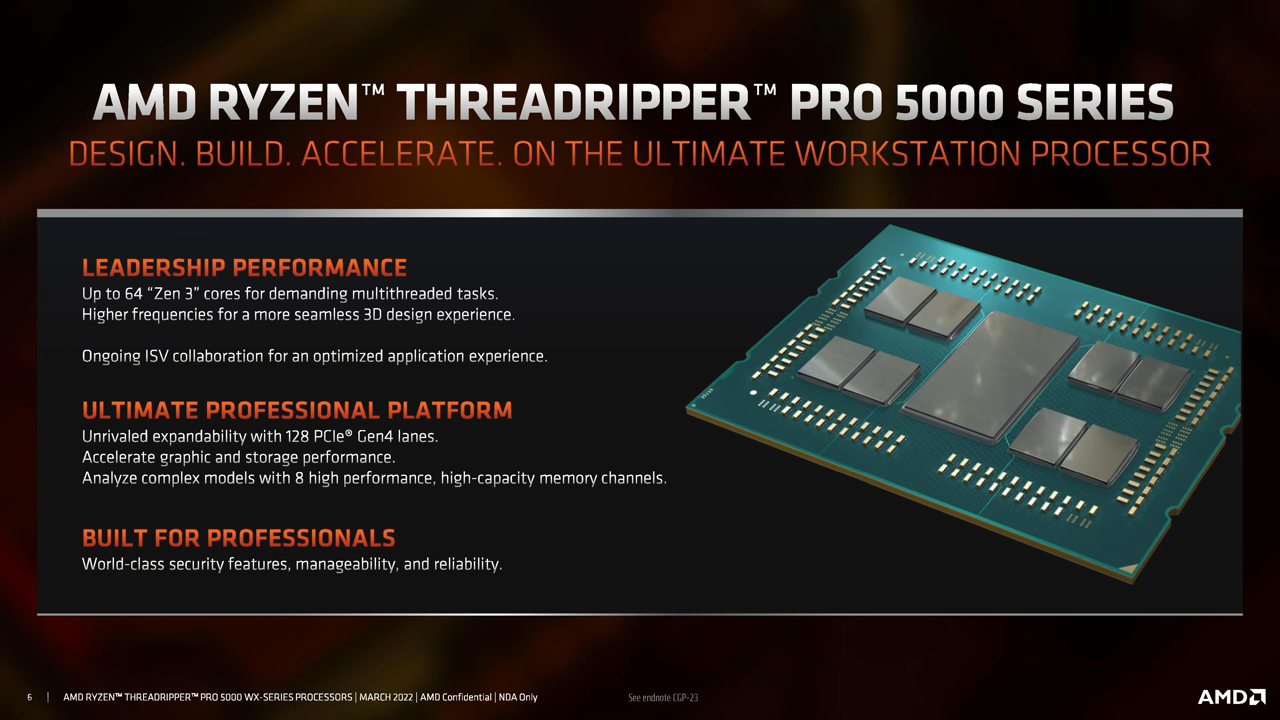 AMD RYZEN™ THREADRIPPER™ PRO 5000 SERIES
DESIGN. BUILD. ACCELERATE. ON THE ULTIMATE WORKSTATION PROCESSOR
LEADERSHIP PERFORMANCE
Up to 64 “Zen 3” cores for demanding multithreaded tasks.
Higher frequencies for a more seamless 3D design experience.
Ongoing ISV collaboration for an optimized application experience.
ULTIMATE PROFESSIONAL PLATFORM
Unrivaled expandability with 128 PCIe® Gen4 lanes.
Accelerate graphic and storage performance.
Analyze complex models with 8 high performance, high-capacity memory channels.
BUILT FOR PROFESSIONALS
World-class security features, manageability, and reliability.
6 | AMD RYZEN™ THREADRIPPER™ PRO 5000 WX-SERIES PROCESSORS | MARCH 2022 | AMD Confidential | NDA Only
See endnote CGP-23
AMD